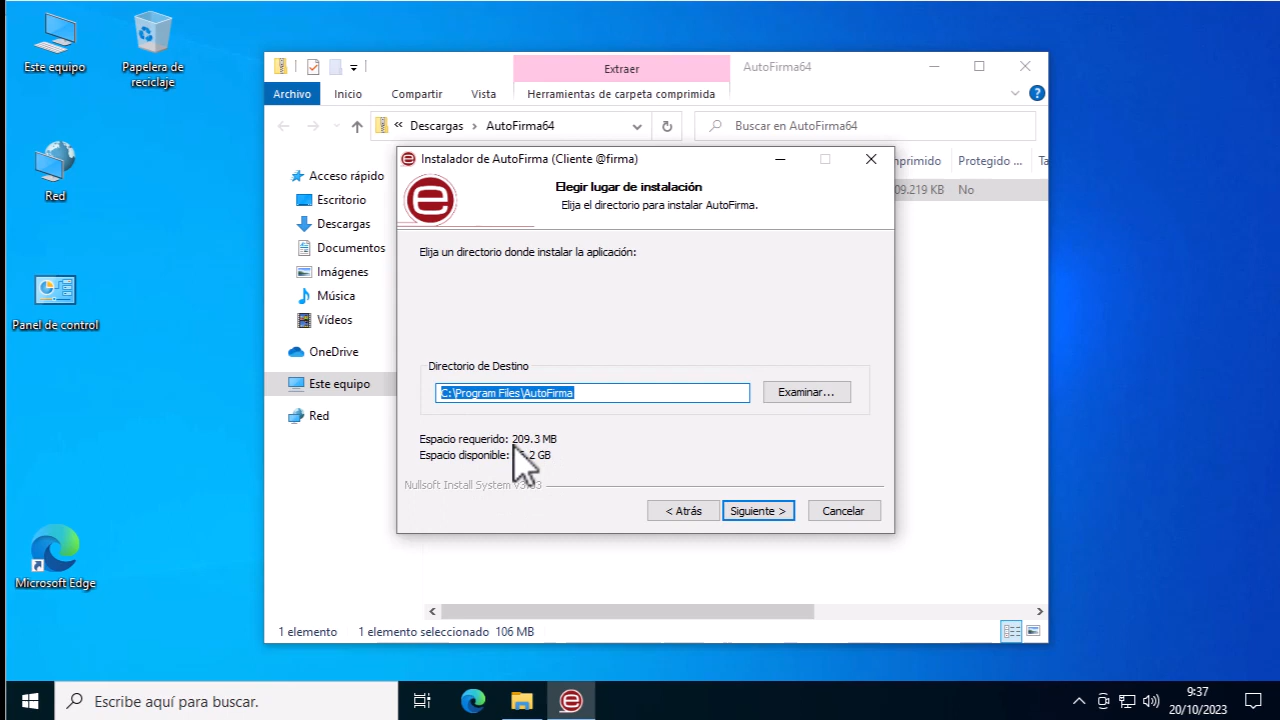 Este equipo
Papelera de
reciclaje
Red
Panel de control
Microsoft Edge
Extraer
AutoFirma64
Archivo
Inicio
Compartir
Vista
Herramientas de carpeta comprimida
« Descargas > AutoFirma64
Buscar en AutoFirma64
Protegido ...
09.219 KB
No
Acceso rápido
Escritorio
Descargas
Documentos
Imágenes
Música
Vídeos
OneDrive
Este equipo
Red
Instalador de AutoFirma (Cliente @firma)
Elegir lugar de instalación
Elija el directorio para instalar AutoFirma.
Elija un directorio donde instalar la aplicación:
Directorio de Destino
C:\Program Files\AutoFirma
Examinar...
Espacio requerido: 209.3 MB
Espacio disponible: GB
Nullsoft Install System
< Atrás
Siguiente >
Cancelar
1 elemento
1 elemento seleccionado 106 MB
Escribe aquí para buscar.
9:37
20/10/2023